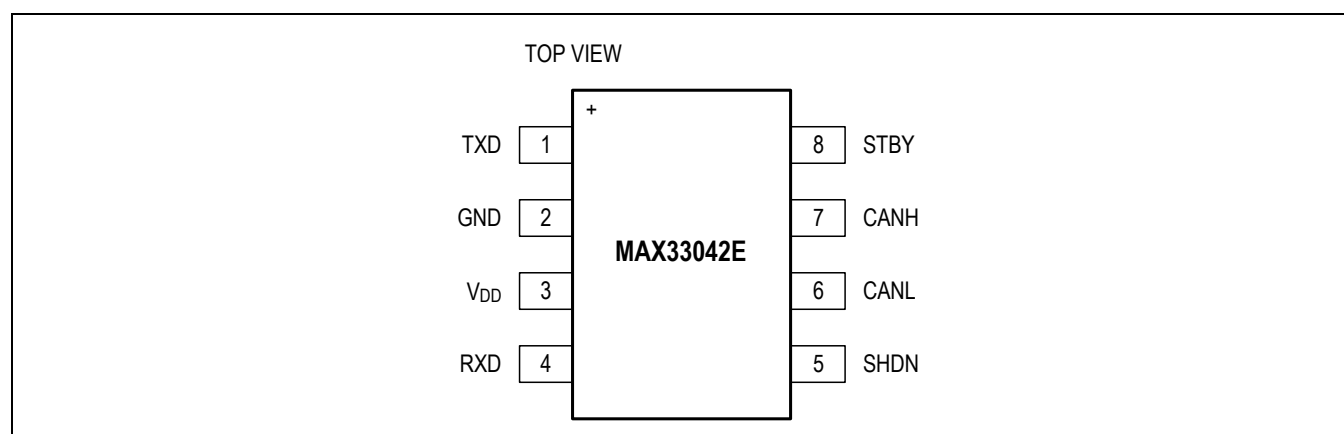 TOP VIEW
+
TXD 1 8 STBY
GND 2 7 CANH
MAX33042E
VDD 3 6 CANL
RXD 4 5 SHDN